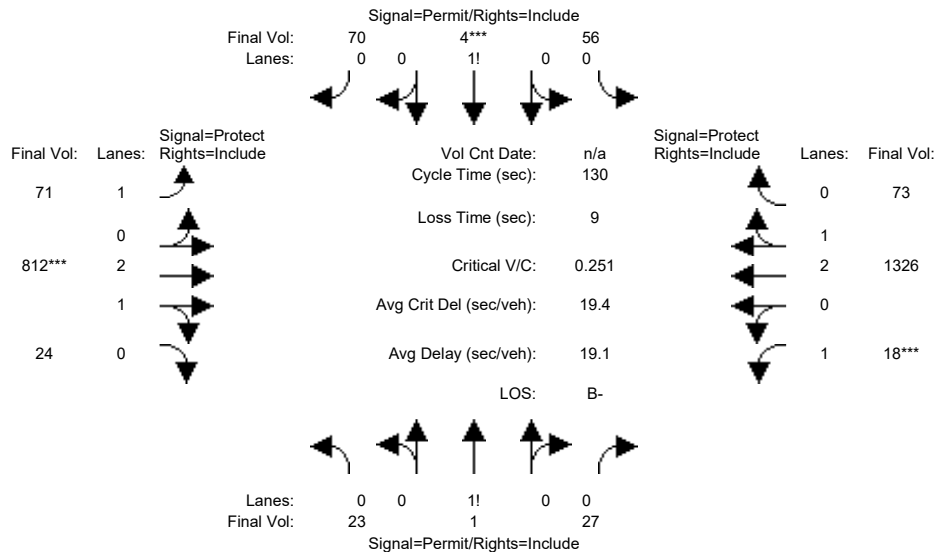 Signal=Permit/Rights=Include
Final Vol: 70 4*** 56
Lanes: 0 0 1! 0 0
Signal=Protect
Final Vol: Lanes: Rights=Include
Vol Cnt Date: n/a
Signal=Protect
Rights=Include Lanes: Final Vol:
Cycle Time (sec): 130
71 1
0 73
Loss Time (sec): 9
0
1
812*** 2
Critical V/C: 0.251
2 1326
1
Avg Crit Del (sec/veh): 19.4
0
24 0
Avg Delay (sec/veh): 19.1
1 18***
LOS: B-
Lanes: 0 0 1! 0 0
Final Vol: 23 1 27
Signal=Permit/Rights=Include